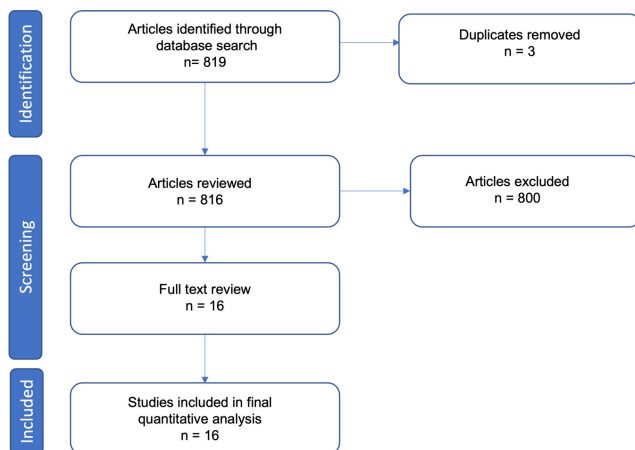 Identification
Articles identified through
database search
n= 819
Duplicates removed
n = 3
Screening
Articles reviewed
n = 816
Articles excluded
n = 800
Full text review
n = 16
Included
Studies included in final
quantitative analysis
n = 16